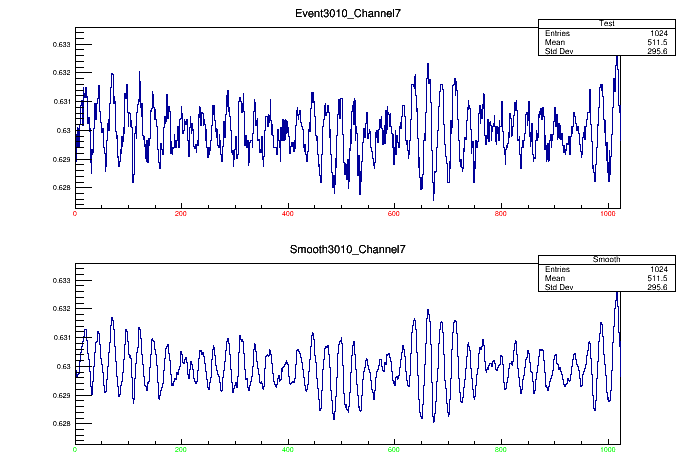 Event3010_Channel7
Test
Entries 1024
Mean 511.5
Std Dev 295.6
0.633
0.632
0.631
0.63
0.629
0.628
0 200 400 600 800 1000
Smooth3010_Channel7
Smooth
Entries 1024
Mean 511.5
Std Dev 295.6
0.633
0.632
0.631
0.63
0.629
0.628
0 200 400 600 800 1000